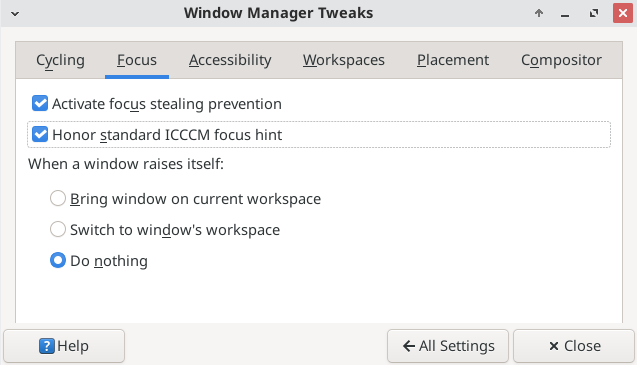 Window Manager Tweaks
Cycling Focus Accessibility Workspaces Placement Compositor
Activate focus stealing prevention
Honor standard ICCCM focus hint
When a window raises itself:
Bring window on current workspace
Switch to window's workspace
Do nothing
Help All Settings Close